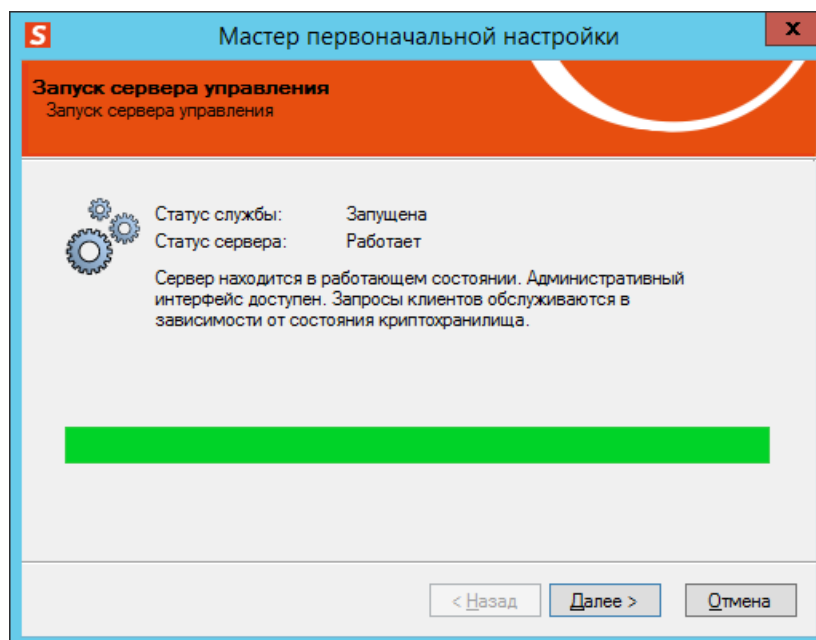 S
Мастер первоначальной настройки
x
Запуск сервера управления
Запуск сервера управления
Статус службы: Запущена
Статус сервера: Работает
Сервер находится в работающем состоянии. Административный
интерфейс доступен. Запросы клиентов обслуживаются в
зависимости от состояния криптохранилища.
< Назад Далее > Отмена